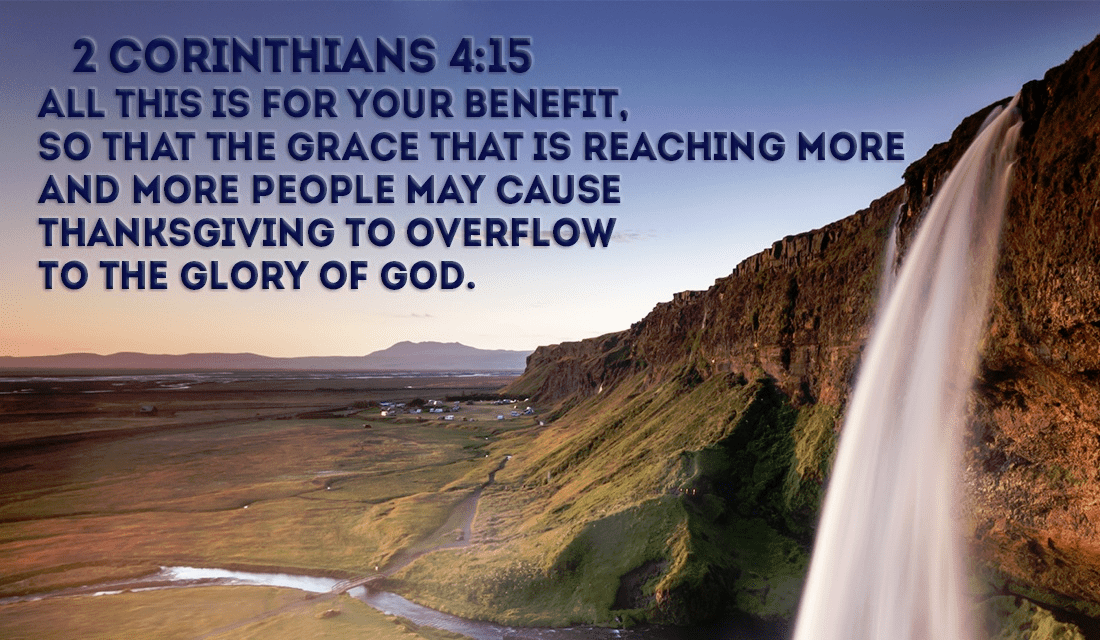 2 CORINTHIANS 4:15
ALL THIS IS FOR YOUR BENEFIT,
SO THAT THE GRACE THAT IS REACHING MORE
AND MORE PEOPLE MAY CAUSE
THANKSGIVING TO OVERFLOW
TO THE GLORY OF GOD.